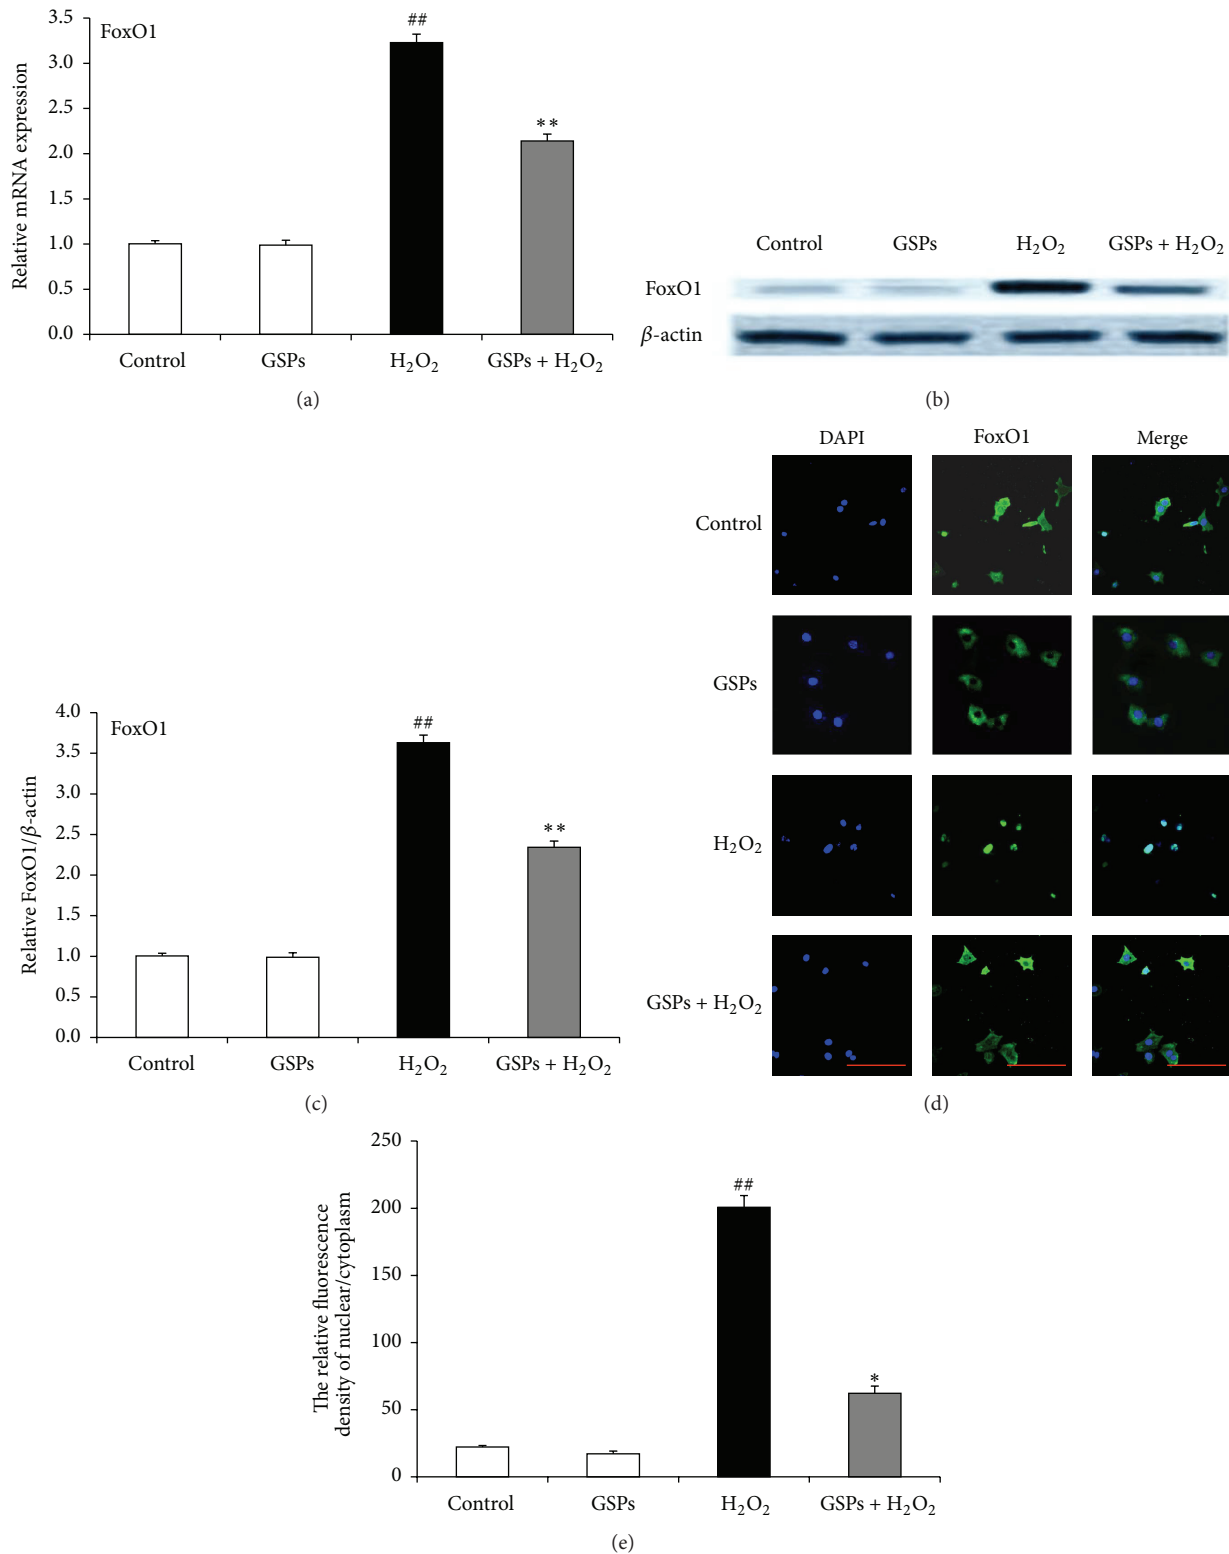 3.5
3.0
2.5
2.0
1.5
1.0
0.5
0.0
Relative mRNA expression
FoxO1
##
**
Control GSPs H₂O₂ GSPs + H₂O₂
(a)
Control GSPs H₂O₂ GSPs + H₂O₂
FoxO1
β-actin
(b)
4.0
3.5
3.0
2.5
2.0
1.5
1.0
0.5
0.0
Relative FoxO1/β-actin
FoxO1
##
**
Control GSPs H₂O₂ GSPs + H₂O₂
(c)
DAPI FoxO1 Merge
Control
GSPs
H₂O₂
GSPs + H₂O₂
(d)
250
200
150
100
50
0
The relative fluorescence
density of nuclear/cytoplasm
##
*
Control GSPs H₂O₂ GSPs + H₂O₂
(e)